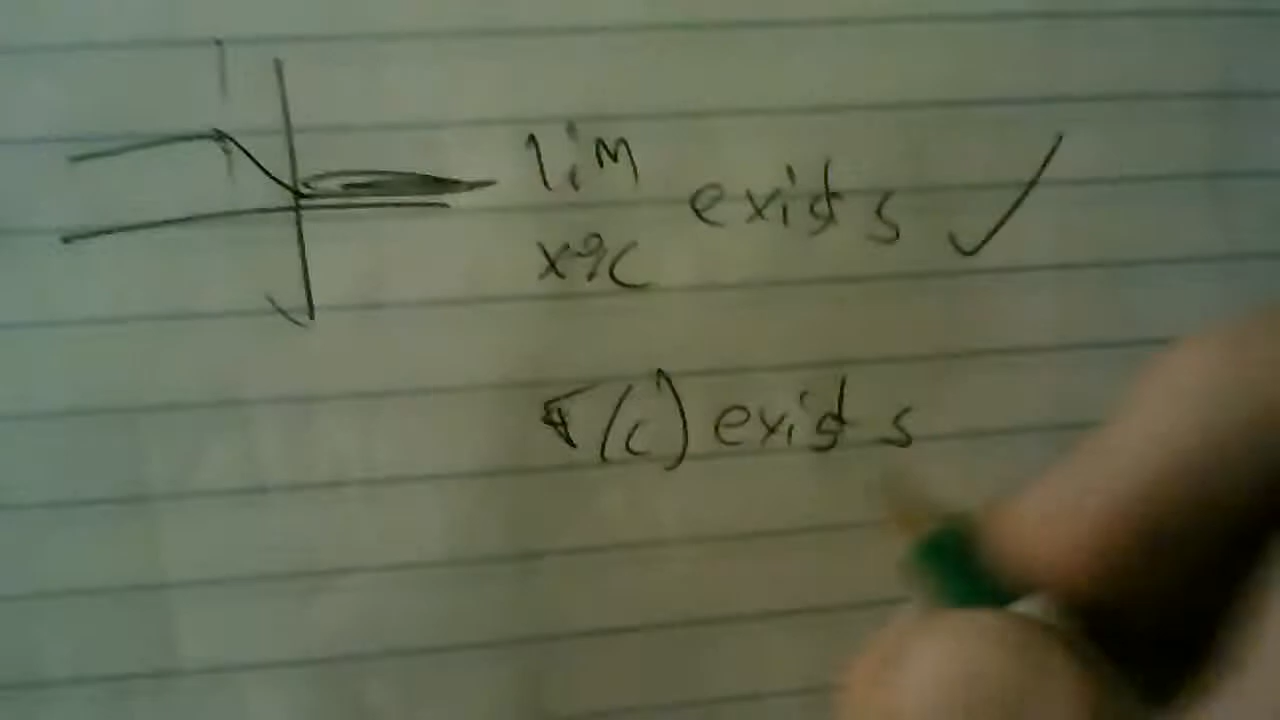 lim exists ✓
x→c
f(c) exists